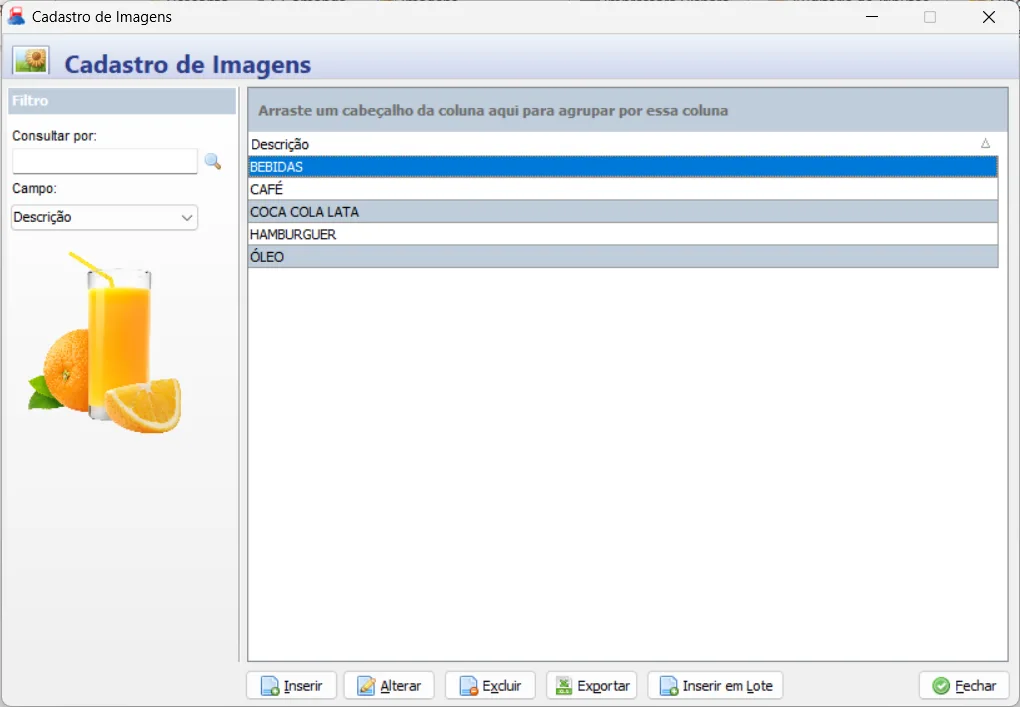 Cadastro de Imagens
Cadastro de Imagens
Filtro
Consultar por:
Campo:
Descrição
Arraste um cabeçalho da coluna aqui para agrupar por essa coluna
Descrição
BEBIDAS
CAFÉ
COCA COLA LATA
HAMBURGUER
ÓLEO
Inserir Alterar Excluir Exportar Inserir em Lote Fechar